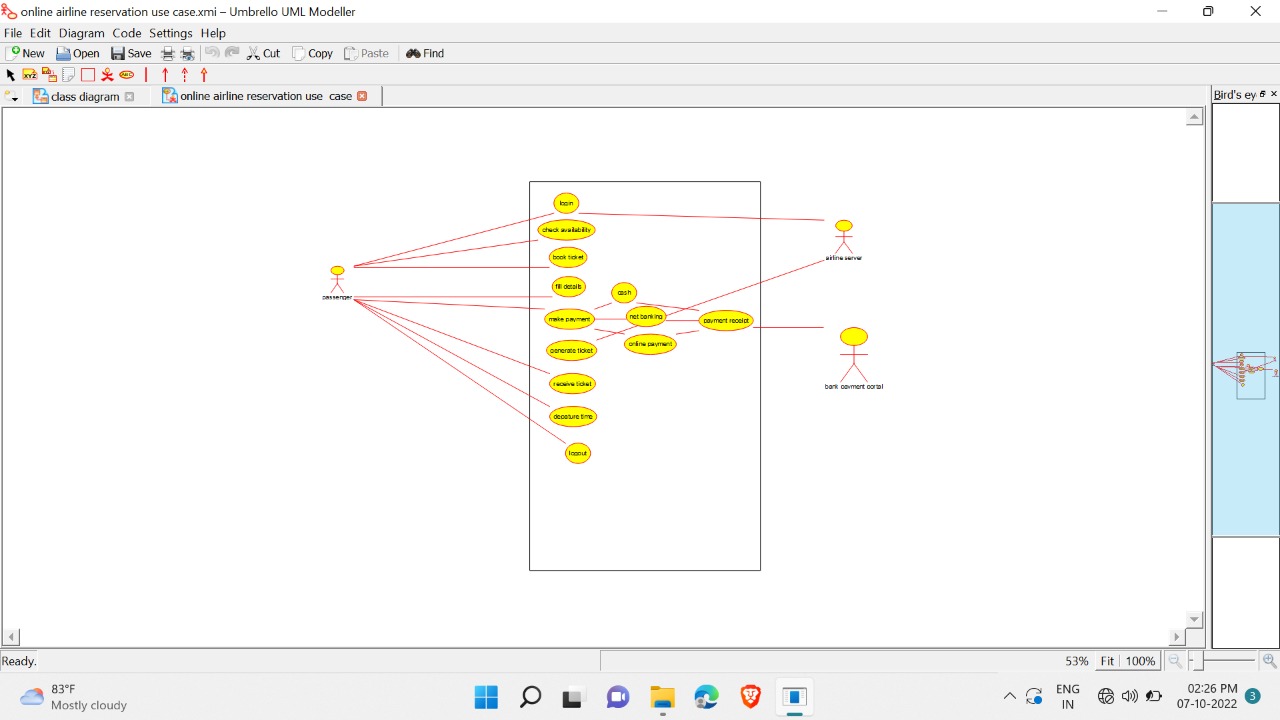 online airline reservation use case.xmi – Umbrello UML Modeller
File Edit Diagram Code Settings Help
New Open Save Cut Copy Paste Find
XYZ ABC
class diagram online airline reservation use case Bird's ey
login
check availability
airline server
book ticket
passenger
fill details
cash
make payment
net banking
payment receipt
online payment
generate ticket
receive ticket
bank payment portal
depature time
logout
Ready. 53% Fit 100%
83°F
Mostly cloudy
ENG
IN
02:26 PM
07-10-2022
3